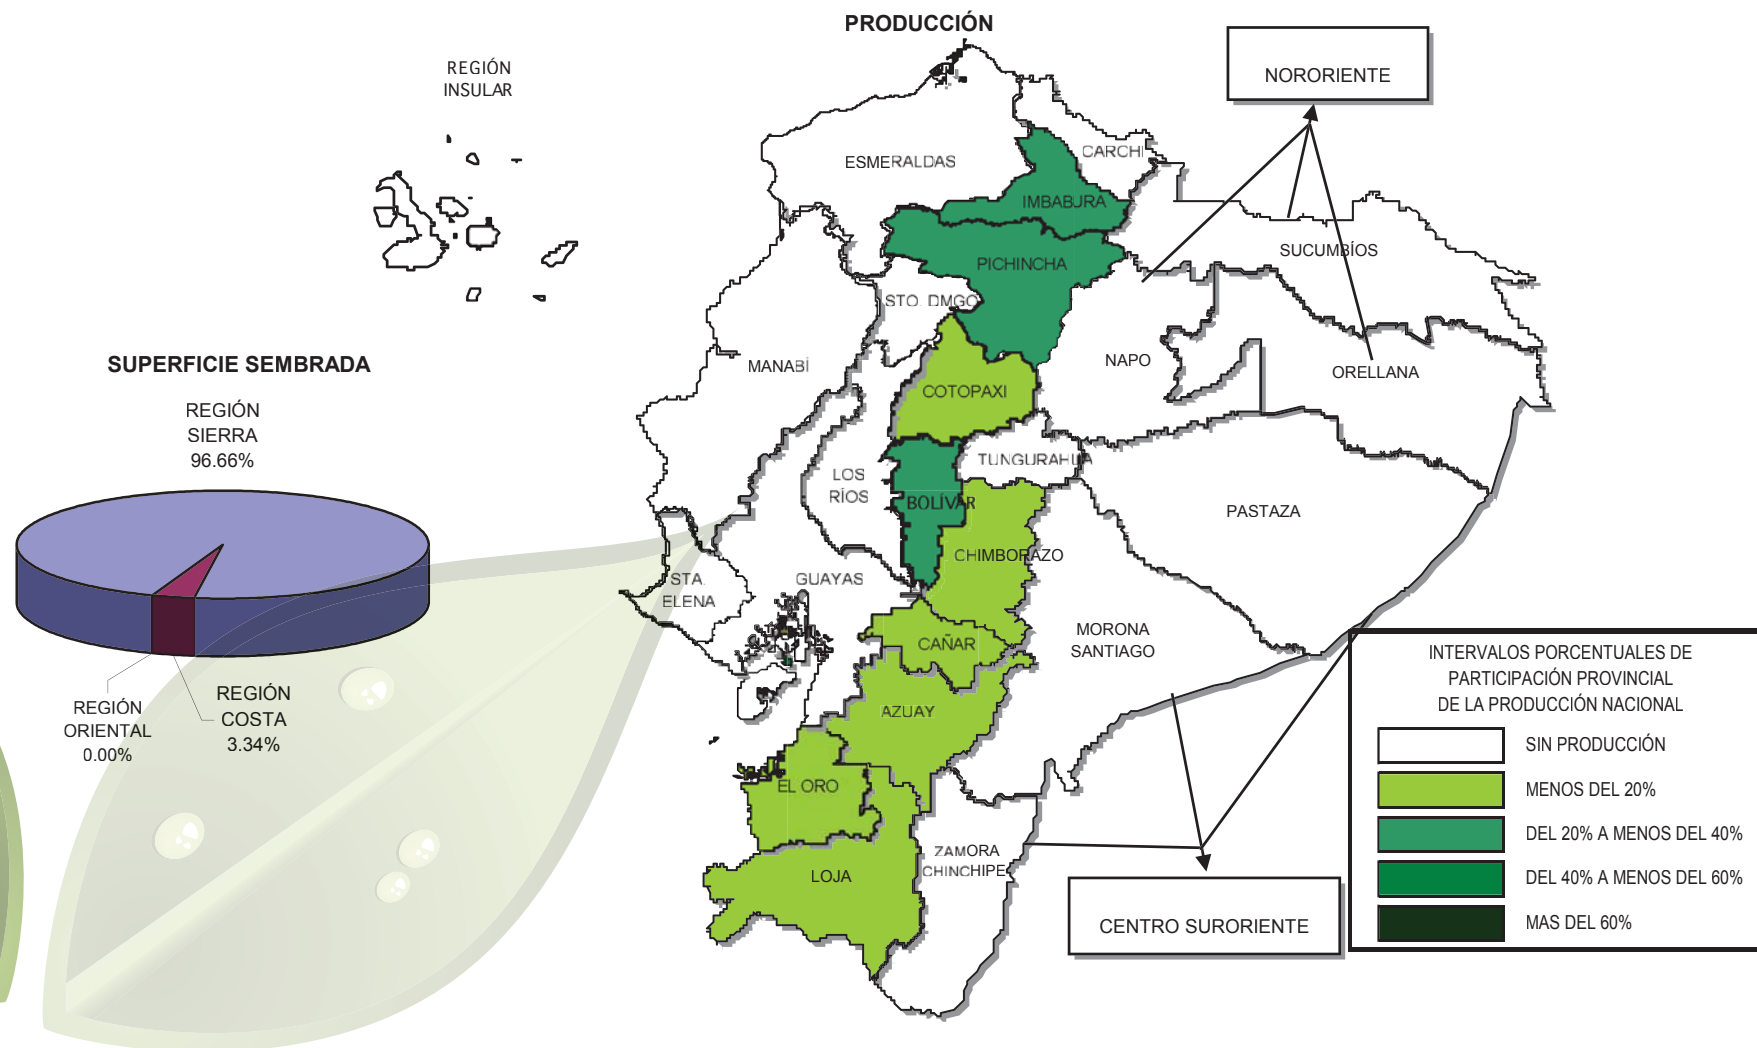 PRODUCCIÓN
REGIÓN
INSULAR
NORORIENTE
ESMERALDAS
CARCHI
IMBABURA
SUCUMBÍOS
PICHINCHA
STO. DMGO
NAPO
ORELLANA
MANABÍ
COTOPAXI
SUPERFICIE SEMBRADA
REGIÓN
SIERRA
96.66%
TUNGURAHUA
LOS
RÍOS
BOLÍVAR
PASTAZA
CHIMBORAZO
STA.
ELENA
GUAYAS
CAÑAR
MORONA
SANTIAGO
REGIÓN
ORIENTAL
0.00%
REGIÓN
COSTA
3.34%
AZUAY
EL ORO
LOJA
ZAMORA
CHINCHIPE
CENTRO SURORIENTE
INTERVALOS PORCENTUALES DE
PARTICIPACIÓN PROVINCIAL
DE LA PRODUCCIÓN NACIONAL
SIN PRODUCCIÓN
MENOS DEL 20%
DEL 20% A MENOS DEL 40%
DEL 40% A MENOS DEL 60%
MAS DEL 60%